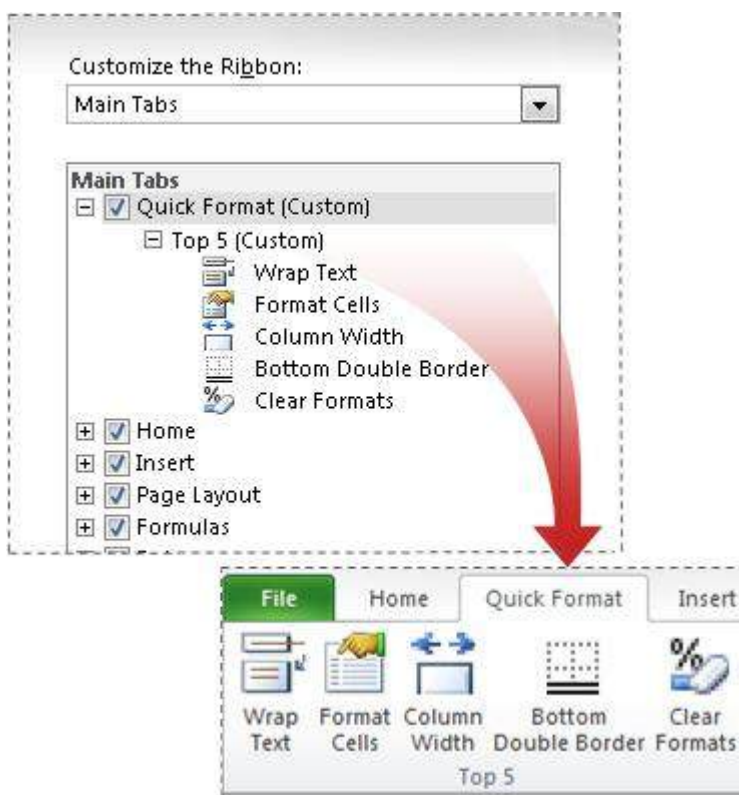 Customize the Ribbon:
Main Tabs
Main Tabs
Quick Format (Custom)
Top 5 (Custom)
Wrap Text
Format Cells
Column Width
Bottom Double Border
Clear Formats
Home
Insert
Page Layout
Formulas
File Home Quick Format Insert
Wrap Format Column Bottom Clear
Text Cells Width Double Border Formats
Top 5